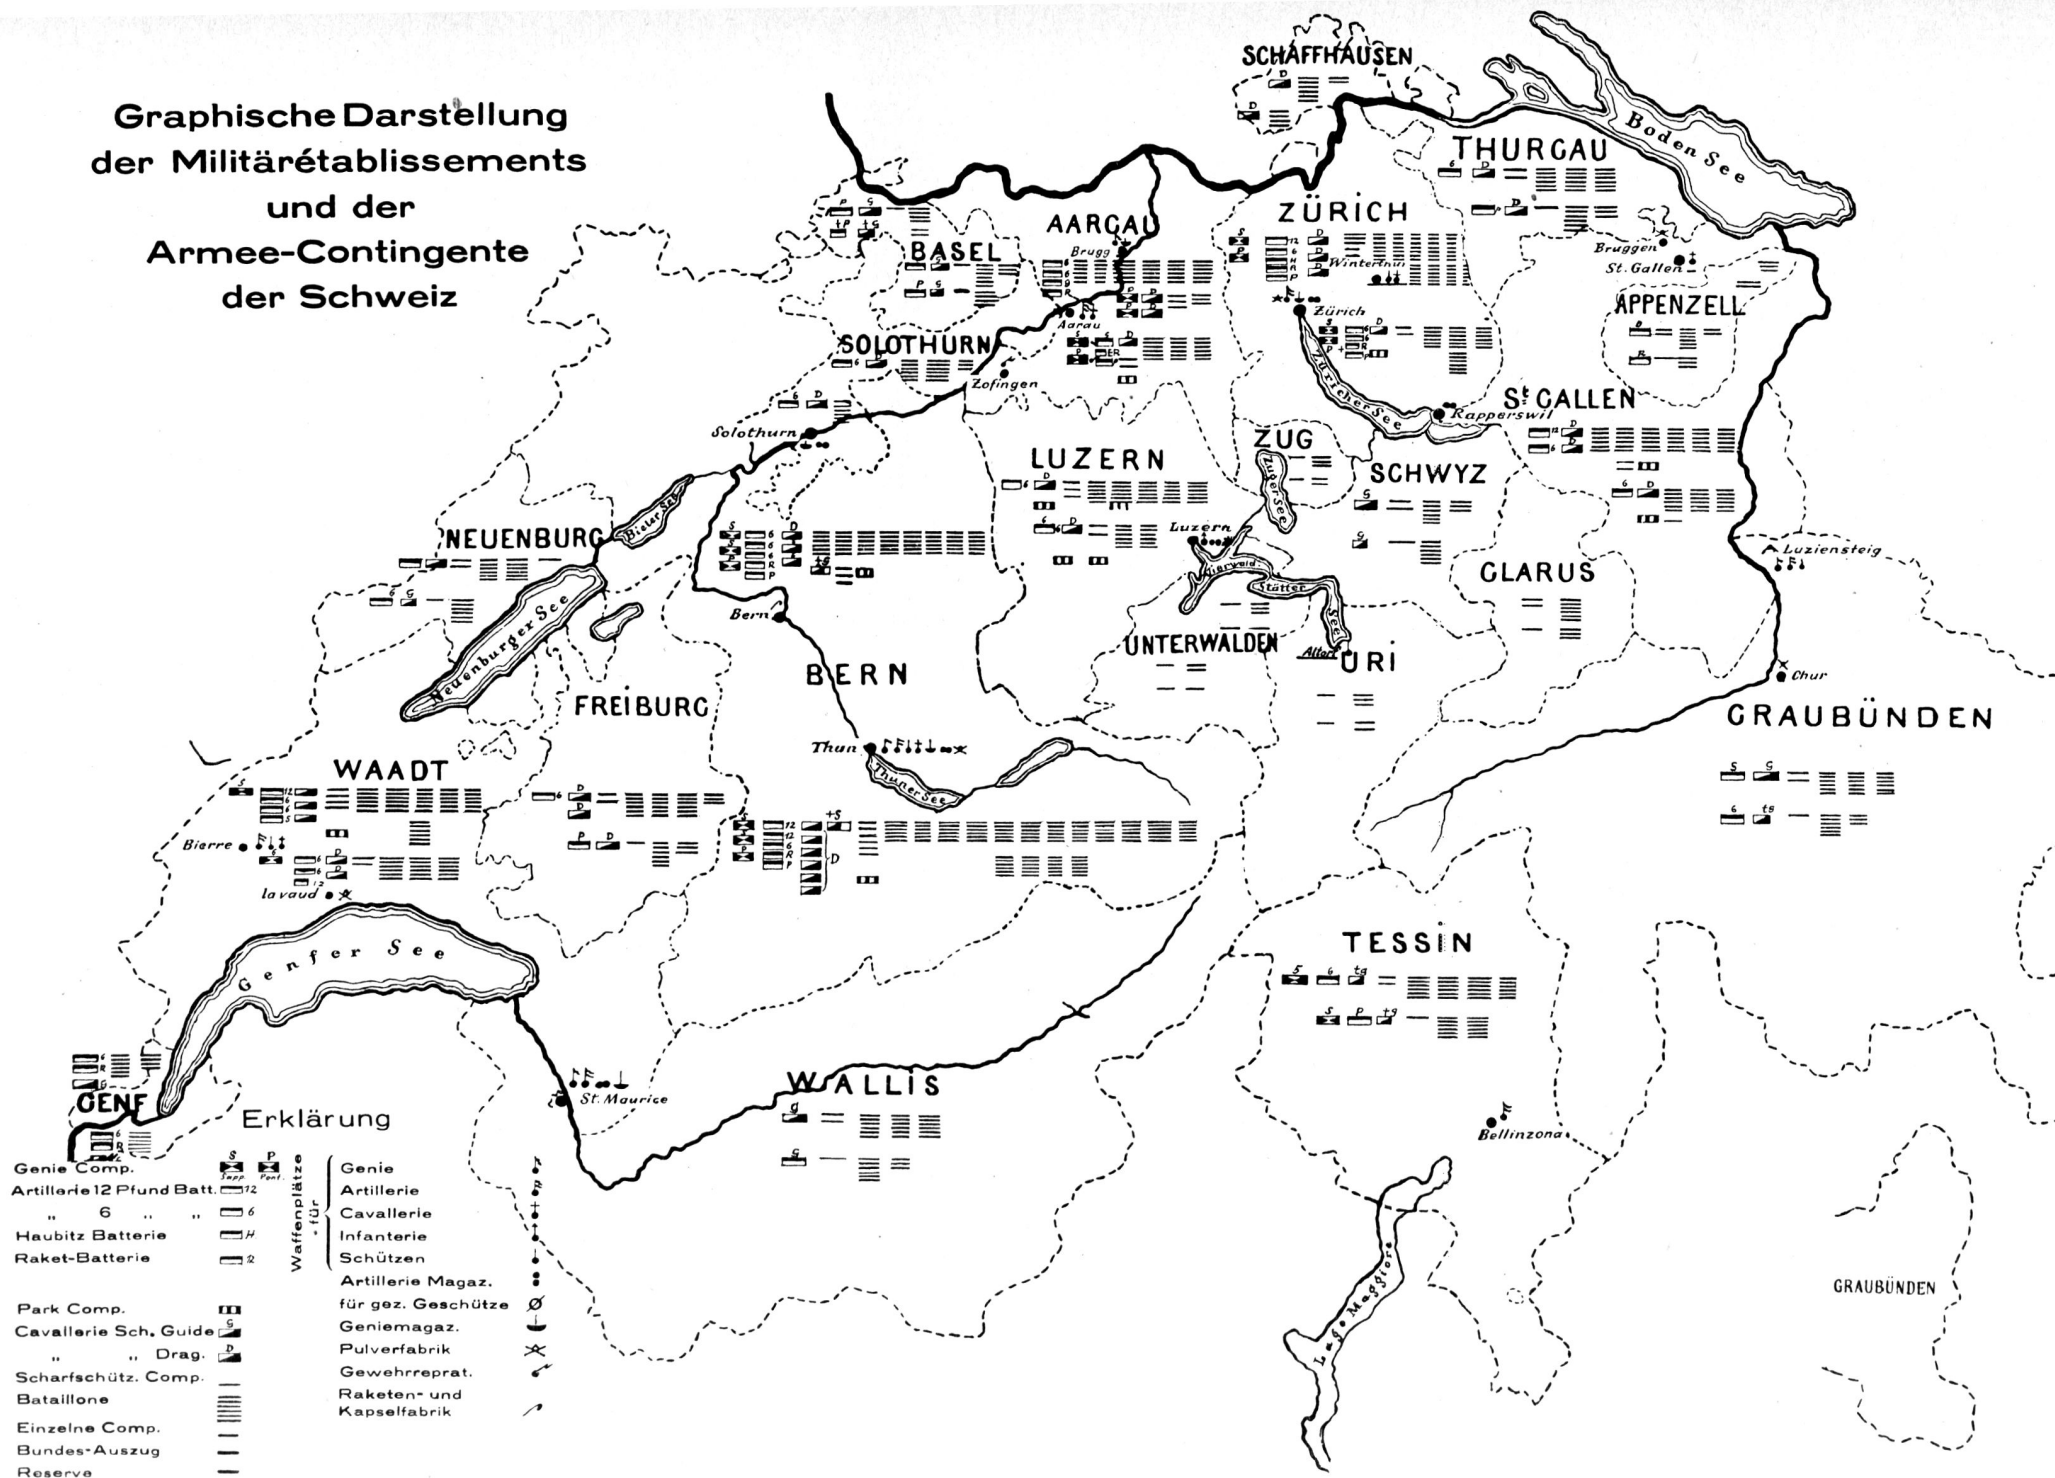 Graphische Darstellung
der Militärétablissements
und der
Armee-Contingente
der Schweiz
SCHAFFHAUSEN
Boden See
THURGAU
ZÜRICH
Winterthur
Zürich
Züricher See
AARGAU
Brugg
Aarau
Zofingen
BASEL
SOLOTHURN
Solothurn
Bruggen
St. Gallen
APPENZELL
St GALLEN
Rapperswil
ZUG
Zuger See
SCHWYZ
LUZERN
Luzern
Vierwald
Stätter
See
GLARUS
Luziensteig
NEUENBURG
Bieler See
Neuenburger See
Bern
BERN
UNTERWALDEN
Altorf
URI
Chur
GRAUBÜNDEN
FREIBURG
Thun
Thuner See
WAADT
Bierre
lavaud
Genfer See
TESSIN
WALLIS
St. Maurice
Bellinzona
Lago Maggiore
GRAUBÜNDEN
GENF
Erklärung
Genie Comp. S P
Sapp. Pont.
Artillerie 12 Pfund Batt. 12
„ 6 „ „ 6
Haubitz Batterie H
Raket-Batterie R
Park Comp.
Cavallerie Sch. Guide G
„ „ Drag. D
Scharfschütz. Comp.
Bataillone
Einzelne Comp.
Bundes-Auszug
Reserve
Waffenplätze
für
Genie
Artillerie
Cavallerie
Infanterie
Schützen
Artillerie Magaz.
für gez. Geschütze
Geniemagaz.
Pulverfabrik
Gewehrreprat.
Raketen- und
Kapselfabrik